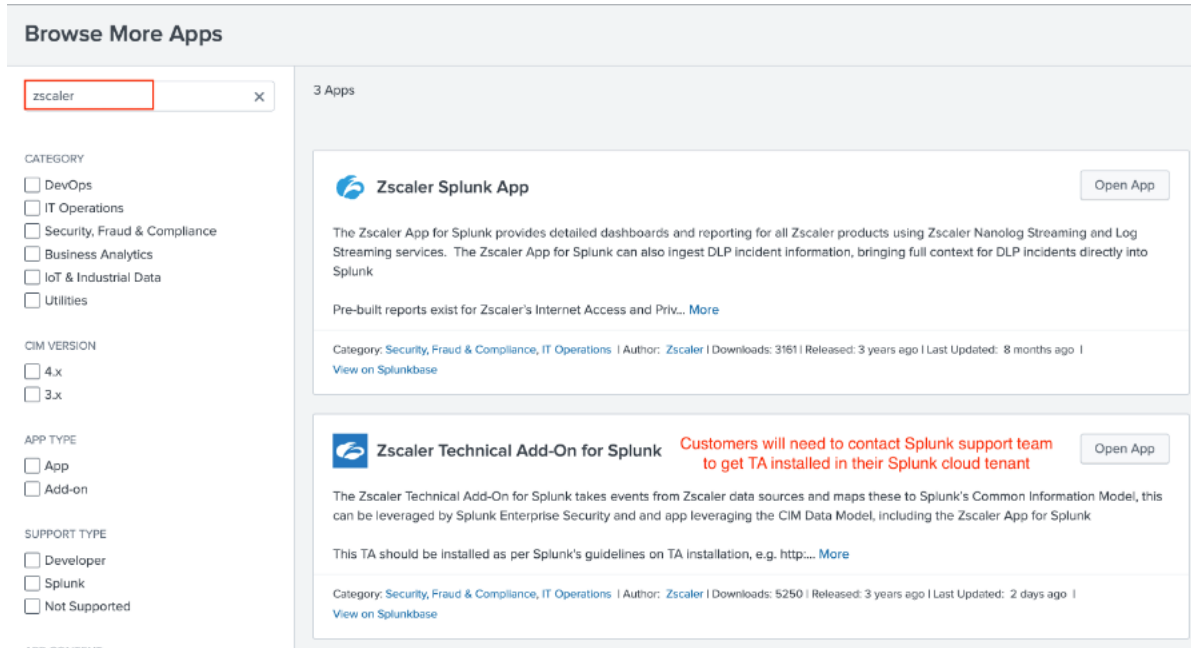 Browse More Apps
zscaler
CATEGORY
DevOps
IT Operations
Security, Fraud & Compliance
Business Analytics
IoT & Industrial Data
Utilities
CIM VERSION
4.x
3.x
APP TYPE
App
Add-on
SUPPORT TYPE
Developer
Splunk
Not Supported
3 Apps
Zscaler Splunk App
Open App
The Zscaler App for Splunk provides detailed dashboards and reporting for all Zscaler products using Zscaler Nanolog Streaming and Log
Streaming services. The Zscaler App for Splunk can also ingest DLP incident information, bringing full context for DLP incidents directly into
Splunk
Pre-built reports exist for Zscaler's Internet Access and Priv... More
Category: Security, Fraud & Compliance, IT Operations | Author: Zscaler | Downloads: 3161 | Released: 3 years ago | Last Updated: 8 months ago |
View on Splunkbase
Zscaler Technical Add-On for Splunk
Customers will need to contact Splunk support team
to get TA installed in their Splunk cloud tenant
Open App
The Zscaler Technical Add-On for Splunk takes events from Zscaler data sources and maps these to Splunk's Common Information Model, this
can be leveraged by Splunk Enterprise Security and and app leveraging the CIM Data Model, including the Zscaler App for Splunk
This TA should be installed as per Splunk's guidelines on TA installation, e.g. http:... More
Category: Security, Fraud & Compliance, IT Operations | Author: Zscaler | Downloads: 5250 | Released: 3 years ago | Last Updated: 2 days ago |
View on Splunkbase